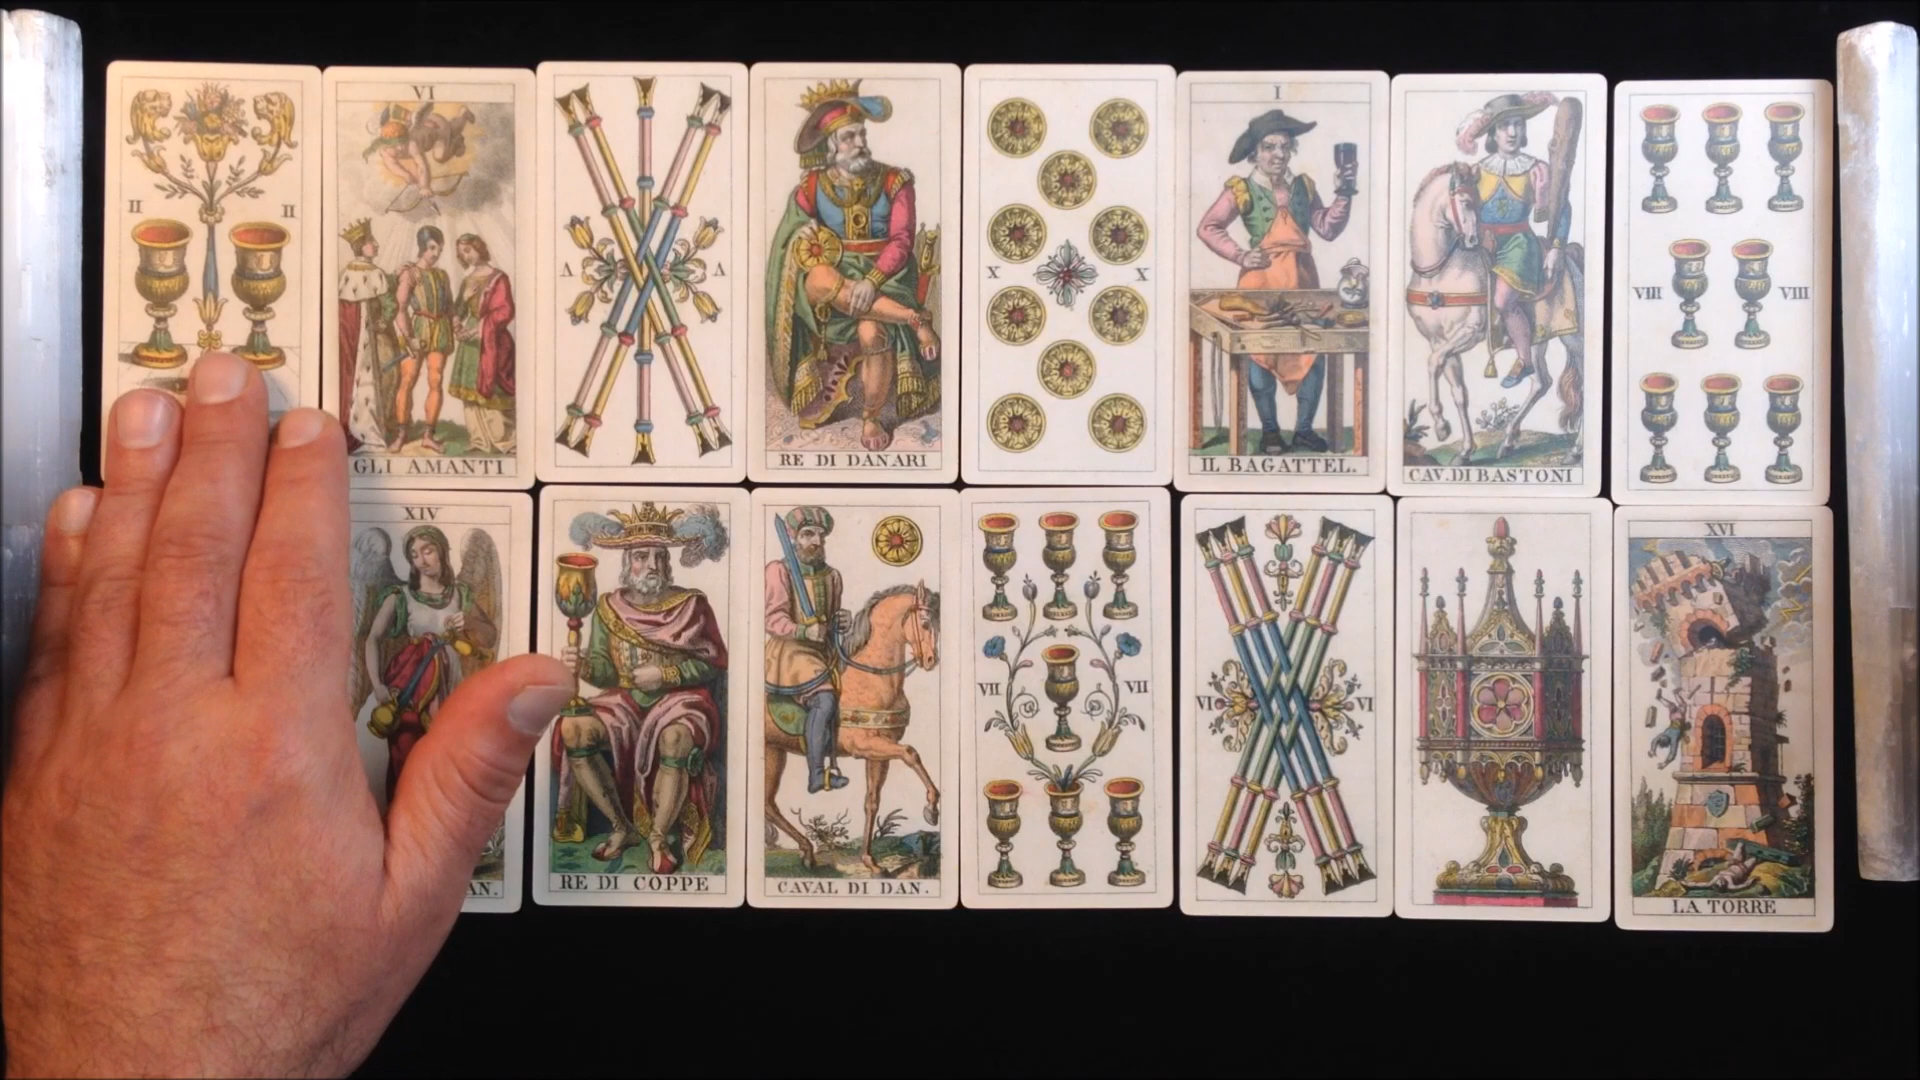 II II
VI
GLI AMANTI
V V
RE DI DANARI
X X
I
IL BAGATTEL.
CAV. DI BASTONI
VIII VIII
XIV
AN.
RE DI COPPE
CAVAL DI DAN.
VII VII
VI VI
XVI
LA TORRE